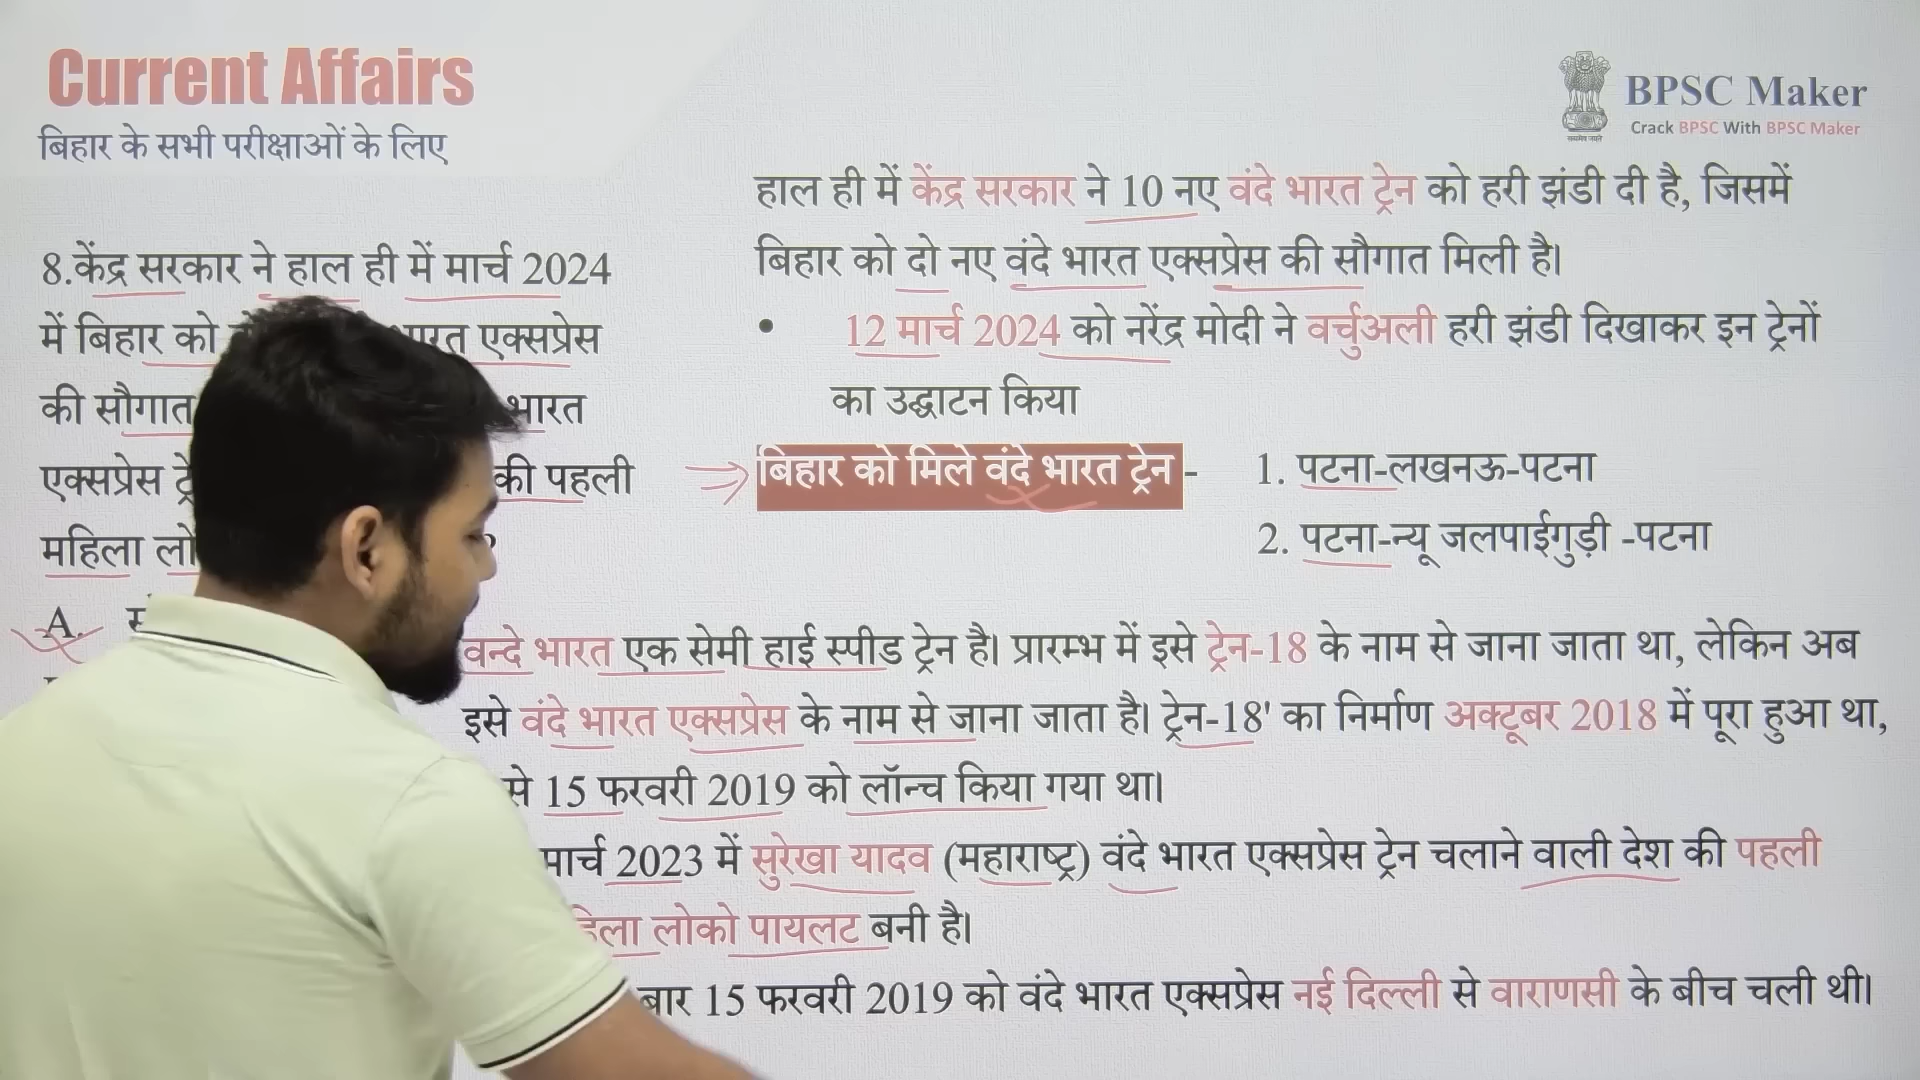 Current Affairs
बिहार के सभी परीक्षाओं के लिए
BPSC Maker
Crack BPSC With BPSC Maker
8.केंद्र सरकार ने हाल ही में मार्च 2024
में बिहार को एक्सप्रेस
की सौगात भारत
एक्सप्रेस की पहली
महिला
A.
हाल ही में केंद्र सरकार ने 10 नए वंदे भारत ट्रेन को हरी झंडी दी है, जिसमें
बिहार को दो नए वंदे भारत एक्सप्रेस की सौगात मिली है।
• 12 मार्च 2024 को नरेंद्र मोदी ने वर्चुअली हरी झंडी दिखाकर इन ट्रेनों
का उद्घाटन किया
बिहार को मिले वंदे भारत ट्रेन - 1. पटना-लखनऊ-पटना
2. पटना-न्यू जलपाईगुड़ी -पटना
वन्दे भारत एक सेमी हाई स्पीड ट्रेन है। प्रारम्भ में इसे ट्रेन-18 के नाम से जाना जाता था, लेकिन अब
इसे वंदे भारत एक्सप्रेस के नाम से जाना जाता है। ट्रेन-18' का निर्माण अक्टूबर 2018 में पूरा हुआ था,
से 15 फरवरी 2019 को लॉन्च किया गया था।
मार्च 2023 में सुरेखा यादव (महाराष्ट्र) वंदे भारत एक्सप्रेस ट्रेन चलाने वाली देश की पहली
लोको पायलट बनी है।
बार 15 फरवरी 2019 को वंदे भारत एक्सप्रेस नई दिल्ली से वाराणसी के बीच चली थी।